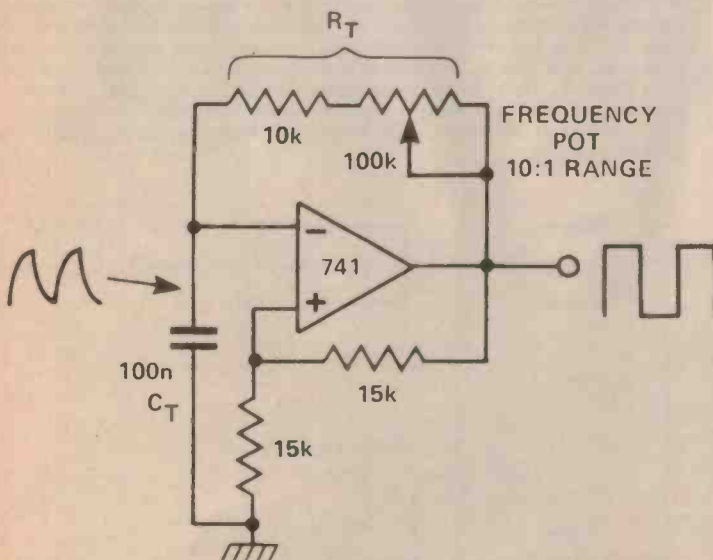 RT
10k
100k
FREQUENCY
POT
10:1 RANGE
−
741
+
100n
CT
15k
15k